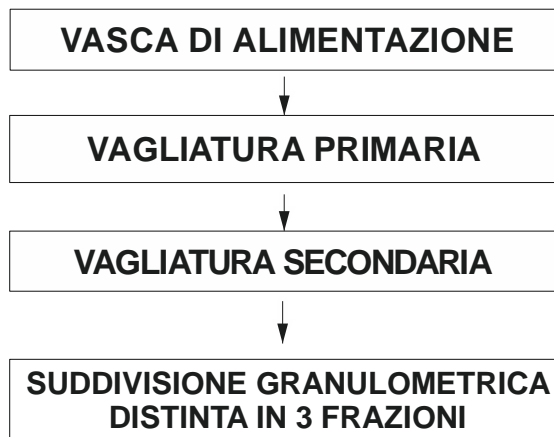 VASCA DI ALIMENTAZIONE
VAGLIATURA PRIMARIA
VAGLIATURA SECONDARIA
SUDDIVISIONE GRANULOMETRICA
DISTINTA IN 3 FRAZIONI